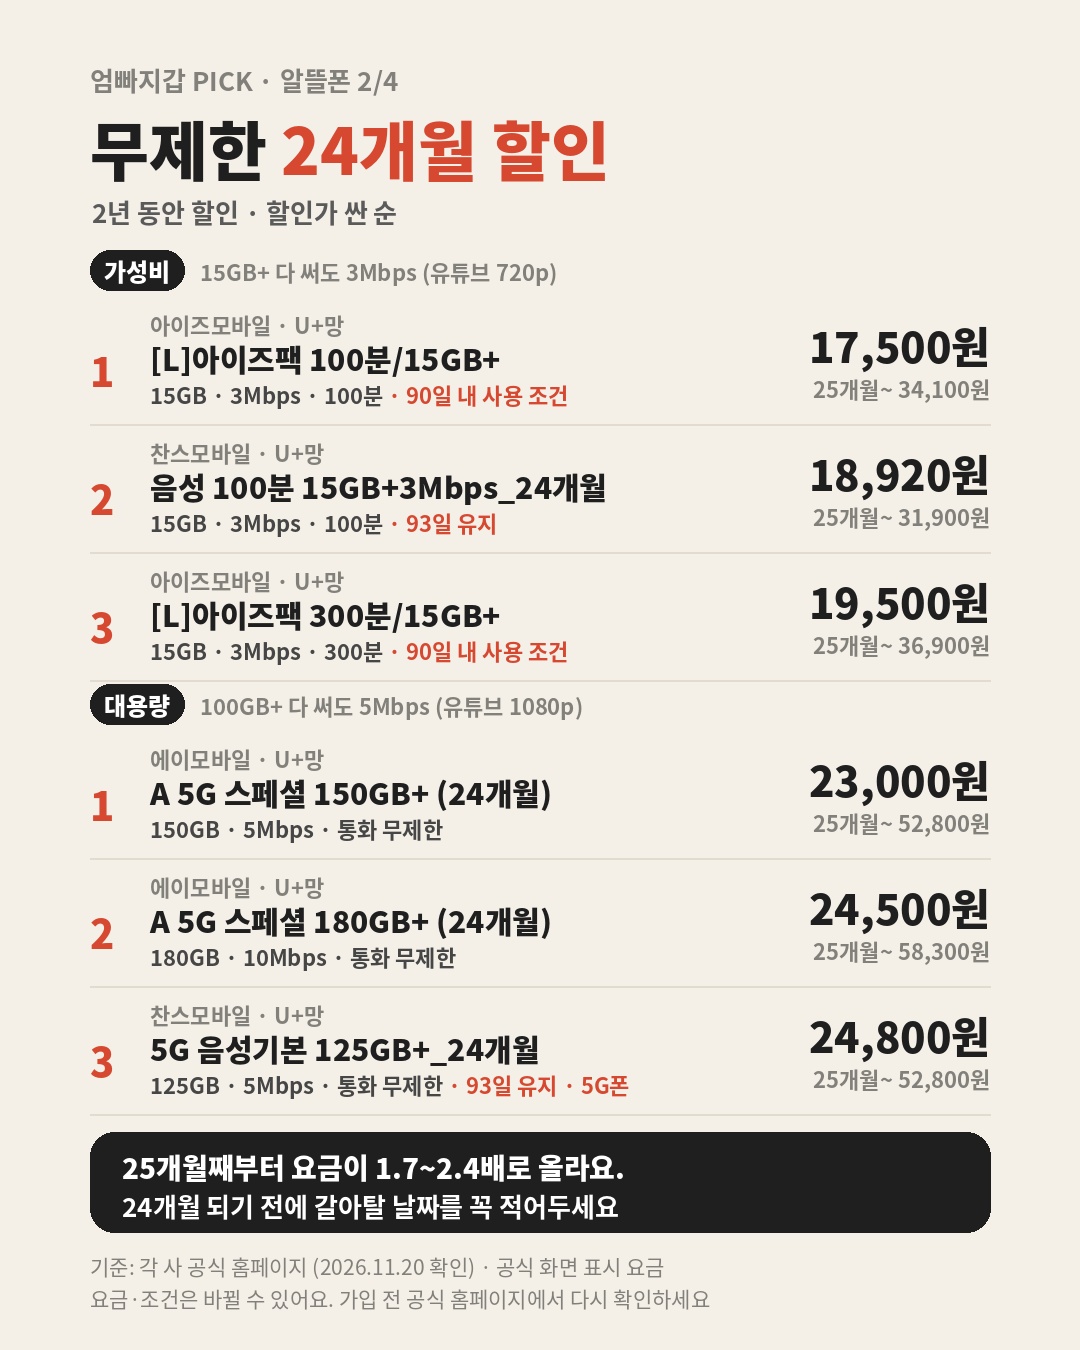 엄빠지갑 PICK · 알뜰폰 2/4
무제한 24개월 할인
2년 동안 할인 · 할인가 싼 순
가성비 15GB+ 다 써도 3Mbps (유튜브 720p)
아이즈모바일 · U+망
1 [L]아이즈팩 100분/15GB+ 17,500원
15GB · 3Mbps · 100분 · 90일 내 사용 조건 25개월~ 34,100원
찬스모바일 · U+망
2 음성 100분 15GB+3Mbps_24개월 18,920원
15GB · 3Mbps · 100분 · 93일 유지 25개월~ 31,900원
아이즈모바일 · U+망
3 [L]아이즈팩 300분/15GB+ 19,500원
15GB · 3Mbps · 300분 · 90일 내 사용 조건 25개월~ 36,900원
대용량 100GB+ 다 써도 5Mbps (유튜브 1080p)
에이모바일 · U+망
1 A 5G 스페셜 150GB+ (24개월) 23,000원
150GB · 5Mbps · 통화 무제한 25개월~ 52,800원
에이모바일 · U+망
2 A 5G 스페셜 180GB+ (24개월) 24,500원
180GB · 10Mbps · 통화 무제한 25개월~ 58,300원
찬스모바일 · U+망
3 5G 음성기본 125GB+_24개월 24,800원
125GB · 5Mbps · 통화 무제한 · 93일 유지 · 5G폰 25개월~ 52,800원
25개월째부터 요금이 1.7~2.4배로 올라요.
24개월 되기 전에 갈아탈 날짜를 꼭 적어두세요
기준: 각 사 공식 홈페이지 (2026.11.20 확인) · 공식 화면 표시 요금
요금·조건은 바뀔 수 있어요. 가입 전 공식 홈페이지에서 다시 확인하세요